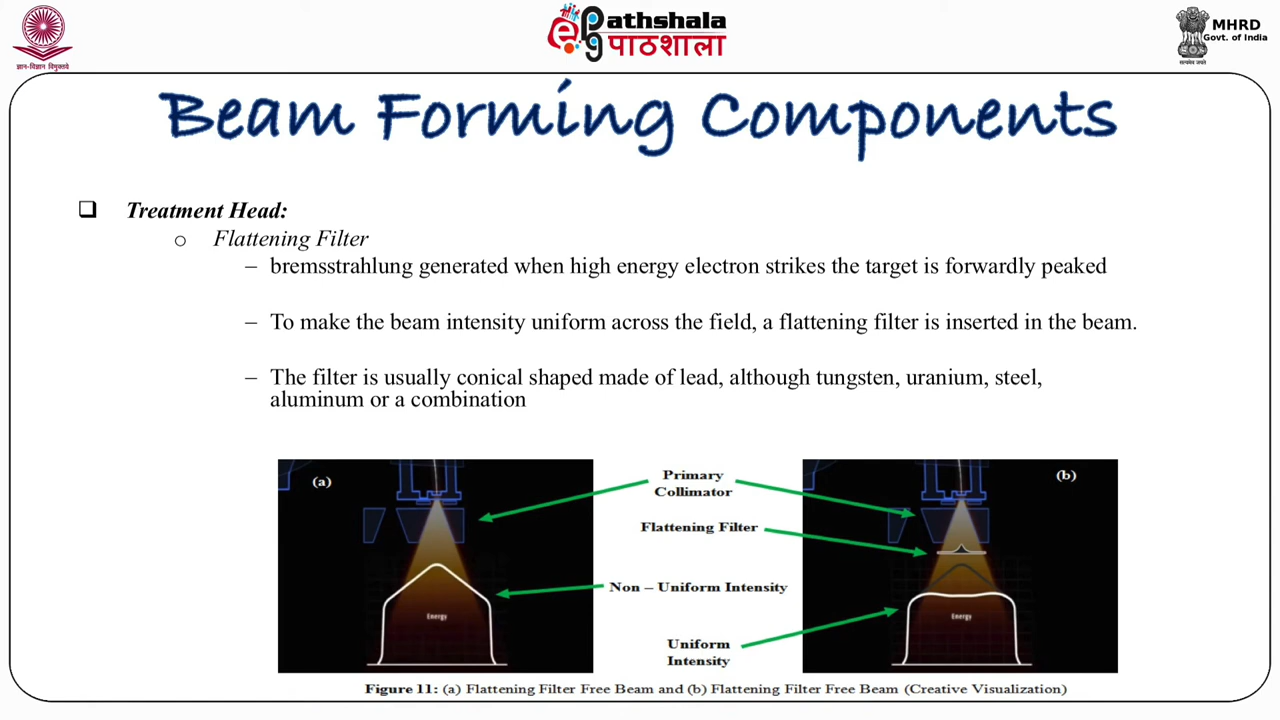 ज्ञान-विज्ञान विमुक्तये
ePathshala
पाठशाला
MHRD
Govt. of India
सत्यमेव जयते
Beam Forming Components
❑ Treatment Head:
o Flattening Filter
– bremsstrahlung generated when high energy electron strikes the target is forwardly peaked
– To make the beam intensity uniform across the field, a flattening filter is inserted in the beam.
– The filter is usually conical shaped made of lead, although tungsten, uranium, steel,
aluminum or a combination
(a)
Energy
Primary
Collimator
Flattening Filter
Non – Uniform Intensity
Uniform
Intensity
(b)
Energy
Figure 11: (a) Flattening Filter Free Beam and (b) Flattening Filter Free Beam (Creative Visualization)